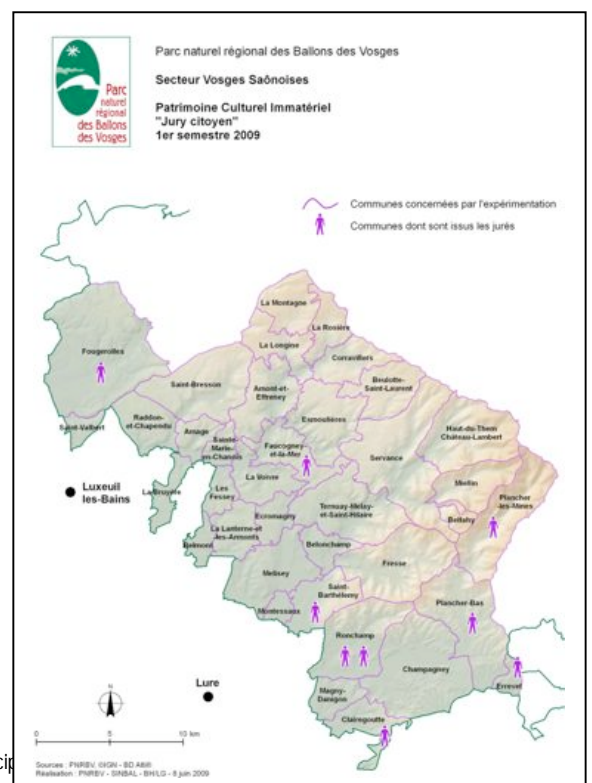 Parc naturel régional des Ballons des Vosges
Secteur Vosges Saônoises
Patrimoine Culturel Immatériel
"Jury citoyen"
1er semestre 2009
Parc
naturel
régional
des Ballons
des Vosges
Communes concernées par l'expérimentation
Communes dont sont issus les jurés
La Montagne
La Rosière
La Longine
Corravillers
Fougerolles
Saint-Bresson
Amont-et-
Effreney
Beulotte-
Saint-Laurent
Esmoulières
Saint-Valbert
Raddon-
et-Chapendu
Amage
Sainte-
Marie-
en-Chanois
Faucogney
-et-la-Mer
Haut-du-Them
Château-Lambert
Servance
Luxeuil
les-Bains
La Bruyère
Les
Fessey
La Voivre
Miellin
Plancher
-les-Mines
Ecromagny
Ternuay-Melay-
et-Saint-Hilaire
Belfahy
La Lanterne-et
-les-Armonts
Belmont
Belonchamp
Fresse
Melisey
Saint-
Barthélemy
Montessaux
Plancher-Bas
Ronchamp
Champagney
Errevet
Lure
Magny-
Danigon
Clairegoutte
N
0 5 10 km
Sources : PNRBV, ©IGN - BD Alti®
Réalisation : PNRBV - SINBAL - BH/LG - 8 juin 2009